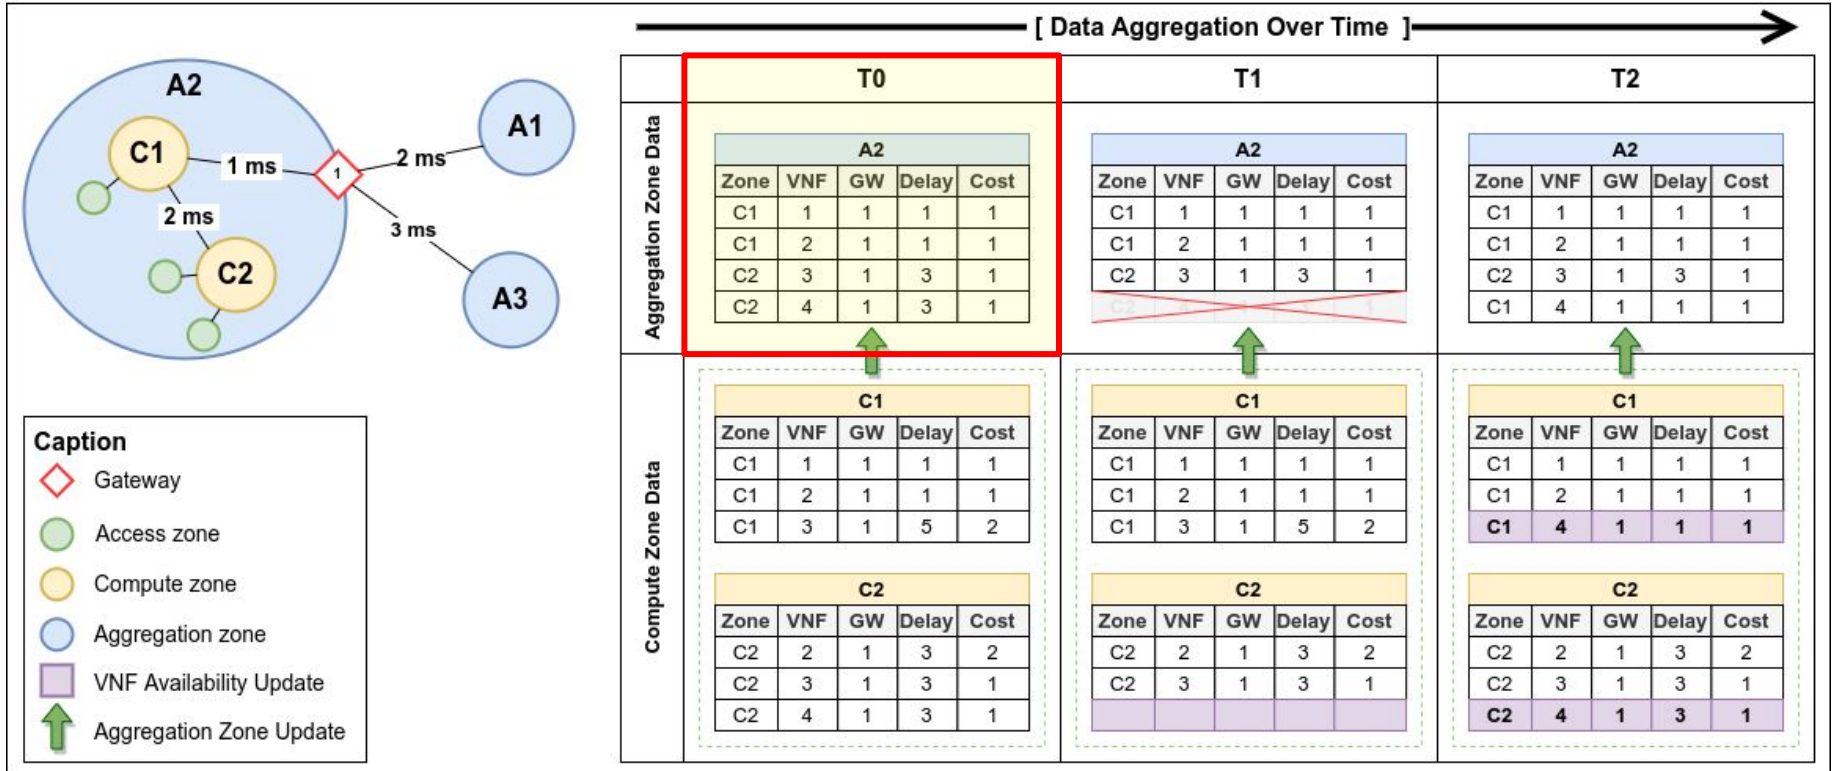 [ Data Aggregation Over Time ]
A2
C1
C2
A1
A3
1
1 ms
2 ms
2 ms
3 ms
Caption
Gateway
Access zone
Compute zone
Aggregation zone
VNF Availability Update
Aggregation Zone Update
T0 T1 T2
Aggregation Zone Data
A2
Zone VNF GW Delay Cost
C1 1 1 1 1
C1 2 1 1 1
C2 3 1 3 1
C2 4 1 3 1
A2
Zone VNF GW Delay Cost
C1 1 1 1 1
C1 2 1 1 1
C2 3 1 3 1
C2 1 1
A2
Zone VNF GW Delay Cost
C1 1 1 1 1
C1 2 1 1 1
C2 3 1 3 1
C1 4 1 1 1
Compute Zone Data
C1
Zone VNF GW Delay Cost
C1 1 1 1 1
C1 2 1 1 1
C1 3 1 5 2
C2
Zone VNF GW Delay Cost
C2 2 1 3 2
C2 3 1 3 1
C2 4 1 3 1
C1
Zone VNF GW Delay Cost
C1 1 1 1 1
C1 2 1 1 1
C1 3 1 5 2
C2
Zone VNF GW Delay Cost
C2 2 1 3 2
C2 3 1 3 1
C1
Zone VNF GW Delay Cost
C1 1 1 1 1
C1 2 1 1 1
C1 4 1 1 1
C2
Zone VNF GW Delay Cost
C2 2 1 3 2
C2 3 1 3 1
C2 4 1 3 1